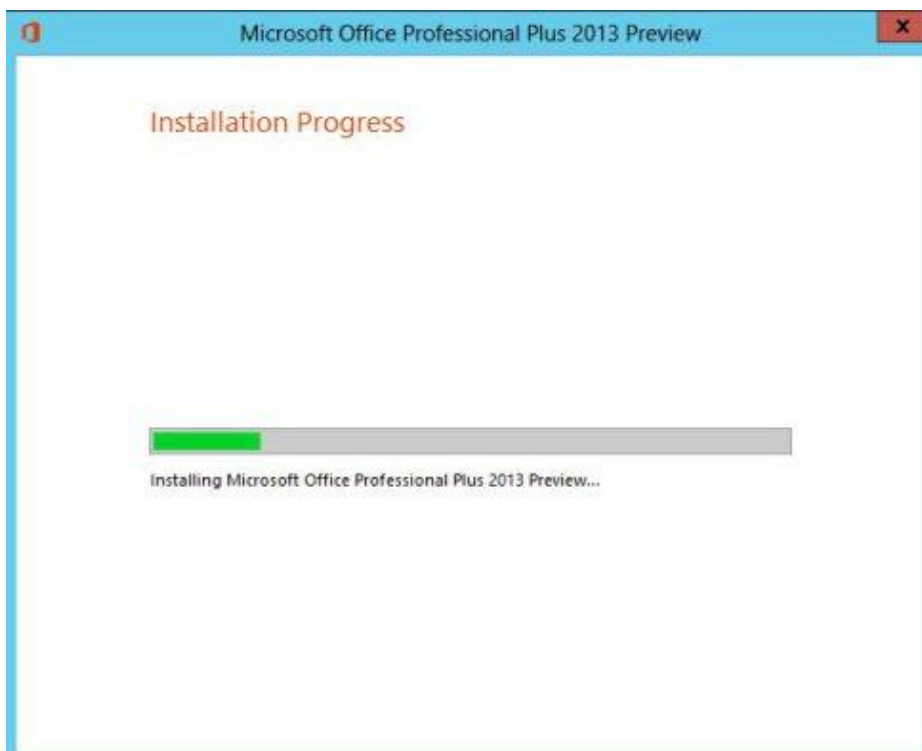 Microsoft Office Professional Plus 2013 Preview
Installation Progress
Installing Microsoft Office Professional Plus 2013 Preview...